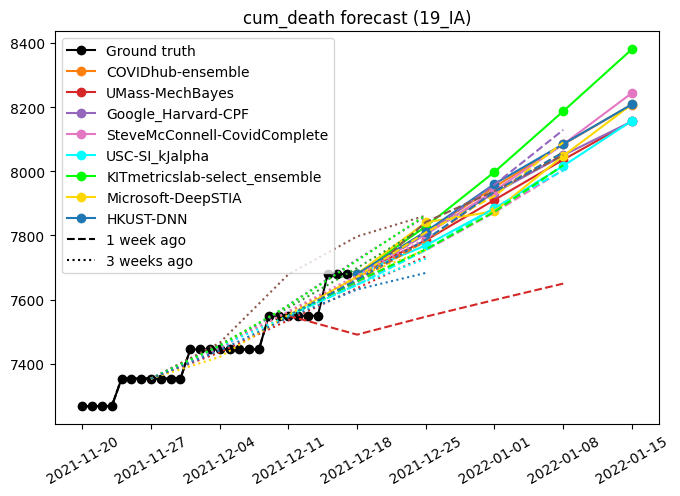 cum_death forecast (19_IA)
8400
8200
8000
7800
7600
7400
Ground truth
COVIDhub-ensemble
UMass-MechBayes
Google_Harvard-CPF
SteveMcConnell-CovidComplete
USC-SI_kJalpha
KITmetricslab-select_ensemble
Microsoft-DeepSTIA
HKUST-DNN
1 week ago
3 weeks ago
2021-11-20
2021-11-27
2021-12-04
2021-12-11
2021-12-18
2021-12-25
2022-01-01
2022-01-08
2022-01-15